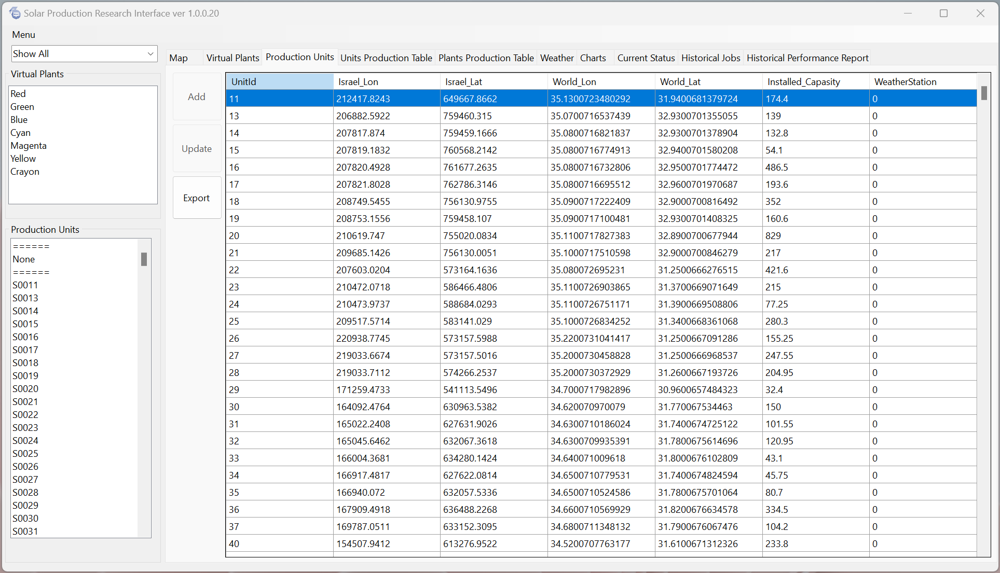 Solar Production Research Interface ver 1.0.0.20
Menu
Show All
Virtual Plants
Red
Green
Blue
Cyan
Magenta
Yellow
Crayon
Production Units
======
None
======
S0011
S0013
S0014
S0015
S0016
S0017
S0018
S0019
S0020
S0021
S0022
S0023
S0024
S0025
S0026
S0027
S0028
S0029
S0030
S0031
Map Virtual Plants Production Units Units Production Table Plants Production Table Weather Charts Current Status Historical Jobs Historical Performance Report
Add
Update
Export
UnitId Israel_Lon Israel_Lat World_Lon World_Lat Installed_Capasity WeatherStation
11 212417.8243 649667.8662 35.1300723480292 31.9400681379724 174.4 0
13 206882.5922 759460.315 35.0700716537439 32.9300701355055 139 0
14 207817.874 759459.1666 35.0800716821837 32.9300701378904 132.8 0
15 207819.1832 760568.2142 35.0800716774913 32.9400701580208 54.1 0
16 207820.4928 761677.2635 35.0800716732806 32.9500701774472 486.5 0
17 207821.8028 762786.3146 35.0800716695512 32.9600701970687 193.6 0
18 208749.5455 756130.9755 35.0900717222409 32.9000700816492 352 0
19 208753.1556 759458.107 35.0900717100481 32.9300701408325 160.6 0
20 210619.747 755020.0834 35.1100717827383 32.8900700677944 829 0
21 209685.1426 756130.0051 35.1000717510598 32.9000700846279 217 0
22 207603.0204 573164.1636 35.080072695231 31.2500666276515 421.6 0
23 210472.0718 586466.4806 35.1100726903865 31.3700669071649 215 0
24 210473.9737 588684.0293 35.1100726751171 31.3900669508806 77.25 0
25 209517.5714 583141.029 35.1000726834252 31.3400668361068 280.3 0
26 220938.7745 573157.5988 35.2200731041417 31.2500667091286 155.25 0
27 219033.6674 573157.5016 35.2000730458828 31.2500666968537 247.55 0
28 219033.7112 574266.2537 35.2000730372929 31.2600667193726 204.95 0
29 171259.4733 541113.5496 34.7000717982896 30.9600657484323 32.4 0
30 164092.4764 630963.5382 34.620070970079 31.770067534463 150 0
31 165022.2408 627631.9026 34.6300710186024 31.7400674725122 101.55 0
32 165045.6462 632067.3618 34.6300709935391 31.7800675614696 120.95 0
33 166004.3681 634280.1424 34.640071009618 31.8000676102809 43.1 0
34 166917.4817 627622.0814 34.6500710779531 31.7400674824594 45.75 0
35 166940.072 632057.5336 34.6500710524586 31.7800675701064 80.7 0
36 167909.4918 636488.2268 34.6600710569929 31.8200676634578 334.5 0
37 169787.0511 633152.3095 34.6800711348132 31.7900676067476 104.2 0
40 154507.9412 613276.9522 34.5200707763177 31.6100671312326 233.8 0